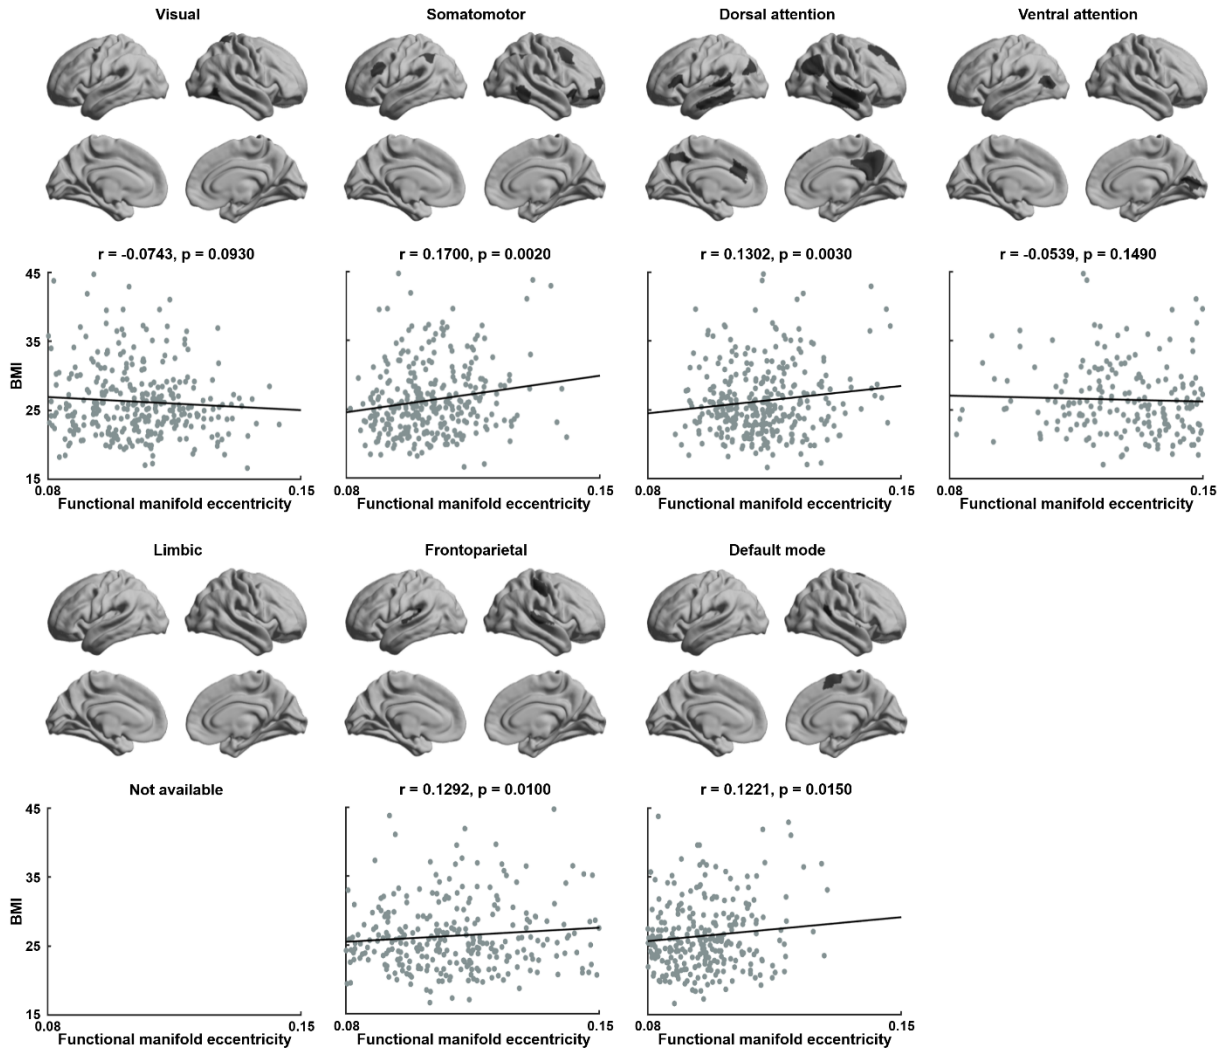 Visual
Somatomotor
Dorsal attention
Ventral attention
r = -0.0743, p = 0.0930
r = 0.1700, p = 0.0020
r = 0.1302, p = 0.0030
r = -0.0539, p = 0.1490
45
35
25
15
BMI
0.08
0.15
0.08
0.15
0.08
0.15
0.08
0.15
Functional manifold eccentricity
Functional manifold eccentricity
Functional manifold eccentricity
Functional manifold eccentricity
Limbic
Frontoparietal
Default mode
Not available
r = 0.1292, p = 0.0100
r = 0.1221, p = 0.0150
45
35
25
15
BMI
0.08
0.15
0.08
0.15
0.08
0.15
Functional manifold eccentricity
Functional manifold eccentricity
Functional manifold eccentricity